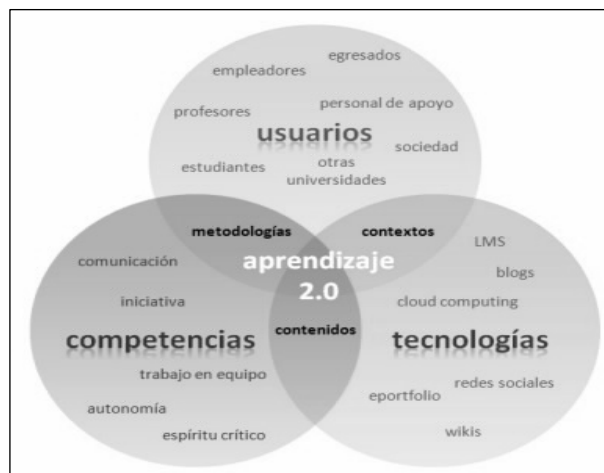 egresados
empleadores
profesores
personal de apoyo
usuarios
sociedad
estudiantes
otras
universidades
metodologías
contextos
LMS
comunicación
aprendizaje
blogs
2.0
iniciativa
cloud computing
competencias
contenidos
tecnologías
trabajo en equipo
redes sociales
eportfolio
autonomía
espíritu crítico
wikis